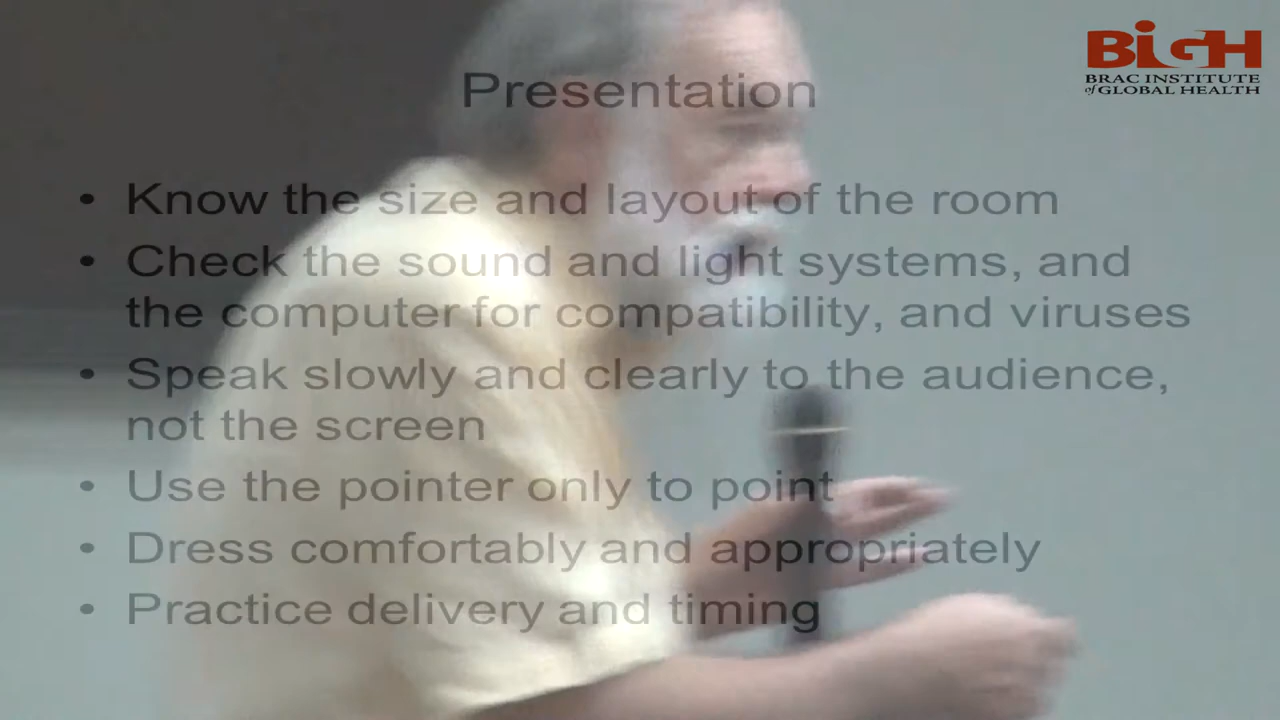 BIGH
BRAC INSTITUTE
of GLOBAL HEALTH
Presentation
• Know the size and layout of the room
• Check the sound and light systems, and
the computer for compatibility, and viruses
• Speak slowly and clearly to the audience,
not the screen
• Use the pointer only to point
• Dress comfortably and appropriately
• Practice delivery and timing